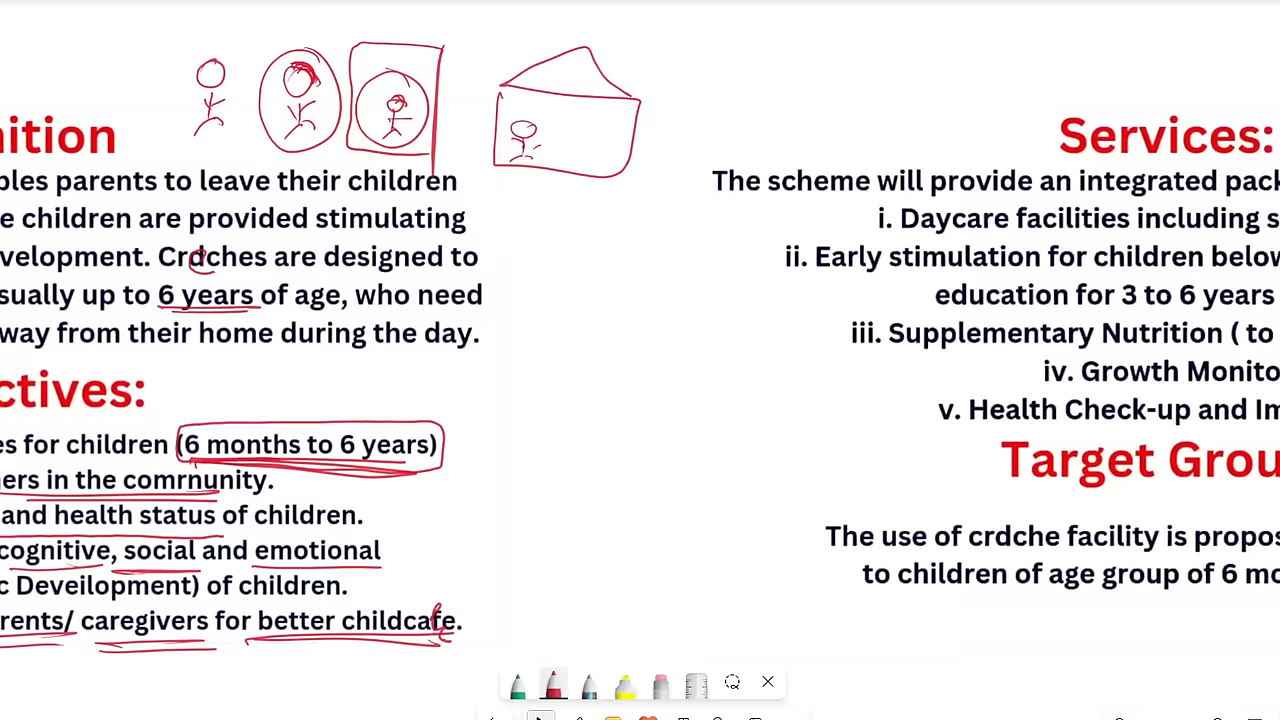 nition
ples parents to leave their children
e children are provided stimulating
velopment. Crdches are designed to
sually up to 6 years of age, who need
way from their home during the day.
ctives:
es for children (6 months to 6 years)
ers in the comrnunity.
and health status of children.
cognitive, social and emotional
c Deveilopment) of children.
rents/ caregivers for better childcare.
Services:
The scheme will provide an integrated pack
i. Daycare facilities including s
ii. Early stimulation for children below
education for 3 to 6 years
iii. Supplementary Nutrition ( to
iv. Growth Monito
v. Health Check-up and Im
Target Grou
The use of crdche facility is propos
to children of age group of 6 mo